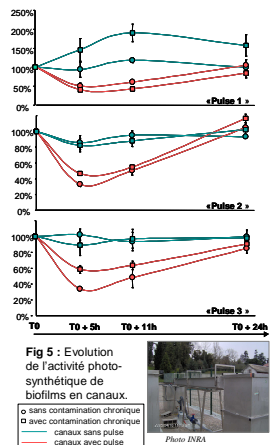 250%
200%
150%
100%
50%
0%
« Pulse 1 »
100%
80%
60%
40%
20%
0%
« Pulse 2 »
100%
80%
60%
40%
20%
0%
« Pulse 3 »
T0 T0 + 5h T0 + 11h T0 + 24h
Fig 5 : Evolution
de l'activité photo-
synthétique de
biofilms en canaux.
sans contamination chronique
avec contamination chronique
canaux sans pulse
canaux avec pulse
Photo INRA